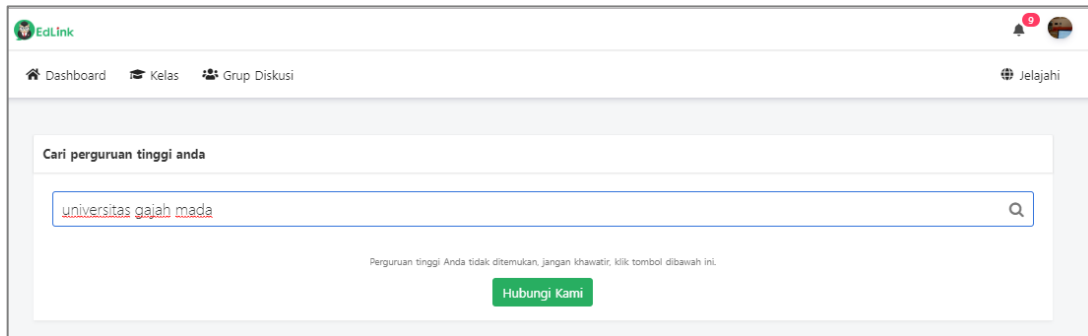 EdLink
9
Dashboard Kelas Grup Diskusi Jelajahi
Cari perguruan tinggi anda
universitas gajah mada
Perguruan tinggi Anda tidak ditemukan, jangan khawatir, klik tombol dibawah ini.
Hubungi Kami